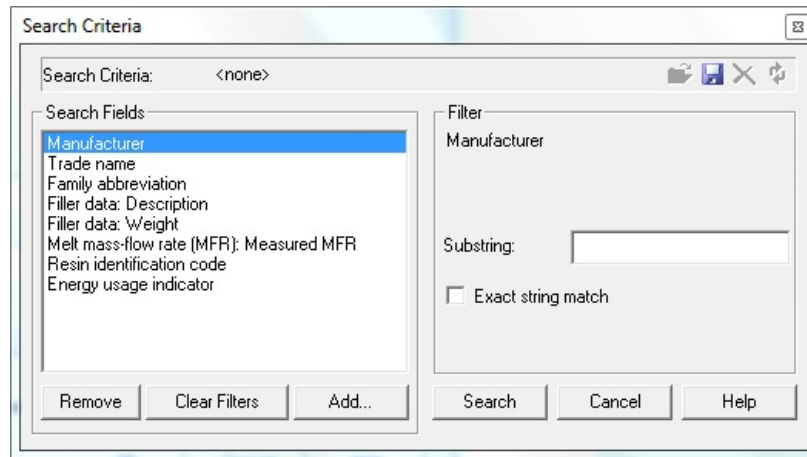 Search Criteria
Search Criteria: <none>
Search Fields
Manufacturer
Trade name
Family abbreviation
Filler data: Description
Filler data: Weight
Melt mass-flow rate (MFR): Measured MFR
Resin identification code
Energy usage indicator
Remove Clear Filters Add...
Filter
Manufacturer
Substring:
Exact string match
Search Cancel Help